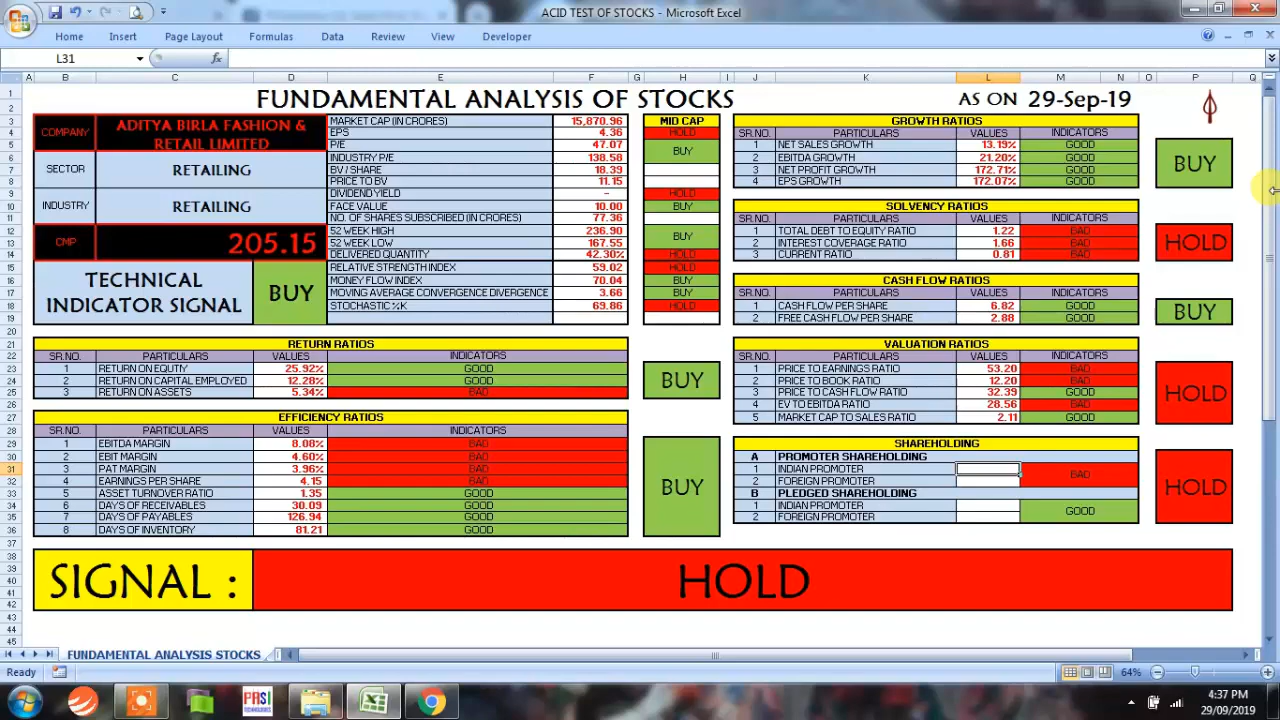 ACID TEST OF STOCKS - Microsoft Excel
Home Insert Page Layout Formulas Data Review View Developer
L31 fx
A B C D E F G H I J K L M N O P Q
FUNDAMENTAL ANALYSIS OF STOCKS AS ON 29-Sep-19
COMPANY ADITYA BIRLA FASHION &
RETAIL LIMITED
SECTOR RETAILING
INDUSTRY RETAILING
CMP 205.15
TECHNICAL
INDICATOR SIGNAL BUY
MARKET CAP (IN CRORES) 15,870.96 MID CAP
EPS 4.36 HOLD
P/E 47.07 BUY
INDUSTRY P/E 138.58
BV / SHARE 18.39
PRICE TO BV 11.15
DIVIDEND YIELD - HOLD
FACE VALUE 10.00 BUY
NO. OF SHARES SUBSCRIBED (IN CRORES) 77.36
52 WEEK HIGH 236.90 BUY
52 WEEK LOW 167.55
DELIVERED QUANTITY 42.30% HOLD
RELATIVE STRENGTH INDEX 59.02 HOLD
MONEY FLOW INDEX 70.04 BUY
MOVING AVERAGE CONVERGENCE DIVERGENCE 3.66 BUY
STOCHASTIC %K 69.86 HOLD
GROWTH RATIOS
SR.NO. PARTICULARS VALUES INDICATORS
1 NET SALES GROWTH 13.19% GOOD
2 EBITDA GROWTH 21.20% GOOD
3 NET PROFIT GROWTH 172.71% GOOD
4 EPS GROWTH 172.07% GOOD
BUY
SOLVENCY RATIOS
SR.NO. PARTICULARS VALUES INDICATORS
1 TOTAL DEBT TO EQUITY RATIO 1.22 BAD
2 INTEREST COVERAGE RATIO 1.66 BAD
3 CURRENT RATIO 0.81 BAD
HOLD
CASH FLOW RATIOS
SR.NO. PARTICULARS VALUES INDICATORS
1 CASH FLOW PER SHARE 6.82 GOOD
2 FREE CASH FLOW PER SHARE 2.88 GOOD
BUY
RETURN RATIOS
SR.NO. PARTICULARS VALUES INDICATORS
1 RETURN ON EQUTIY 25.92% GOOD
2 RETURN ON CAPITAL EMPLOYED 12.28% GOOD
3 RETURN ON ASSETS 5.34% BAD
BUY
VALUATION RATIOS
SR.NO. PARTICULARS VALUES INDICATORS
1 PRICE TO EARNINGS RATIO 53.20 BAD
2 PRICE TO BOOK RATIO 12.20 BAD
3 PRICE TO CASH FLOW RATIO 32.39 GOOD
4 EV TO EBITDA RATIO 28.56 BAD
5 MARKET CAP TO SALES RATIO 2.11 GOOD
HOLD
EFFICIENCY RATIOS
SR.NO. PARTICULARS VALUES INDICATORS
1 EBITDA MARGIN 8.08% BAD
2 EBIT MARGIN 4.60% BAD
3 PAT MARGIN 3.96% BAD
4 EARNINGS PER SHARE 4.15 BAD
5 ASSET TURNOVER RATIO 1.35 GOOD
6 DAYS OF RECEIVABLES 30.09 GOOD
7 DAYS OF PAYABLES 126.94 GOOD
8 DAYS OF INVENTORY 81.21 GOOD
BUY
SHAREHOLDING
A PROMOTER SHAREHOLDING
1 INDIAN PROMOTER BAD
2 FOREIGN PROMOTER
B PLEDGED SHAREHOLDING
1 INDIAN PROMOTER GOOD
2 FOREIGN PROMOTER
HOLD
SIGNAL : HOLD
FUNDAMENTAL ANALYSIS STOCKS
Ready 64%
PASI
TECHNOLOGIES
4:37 PM
29/09/2019